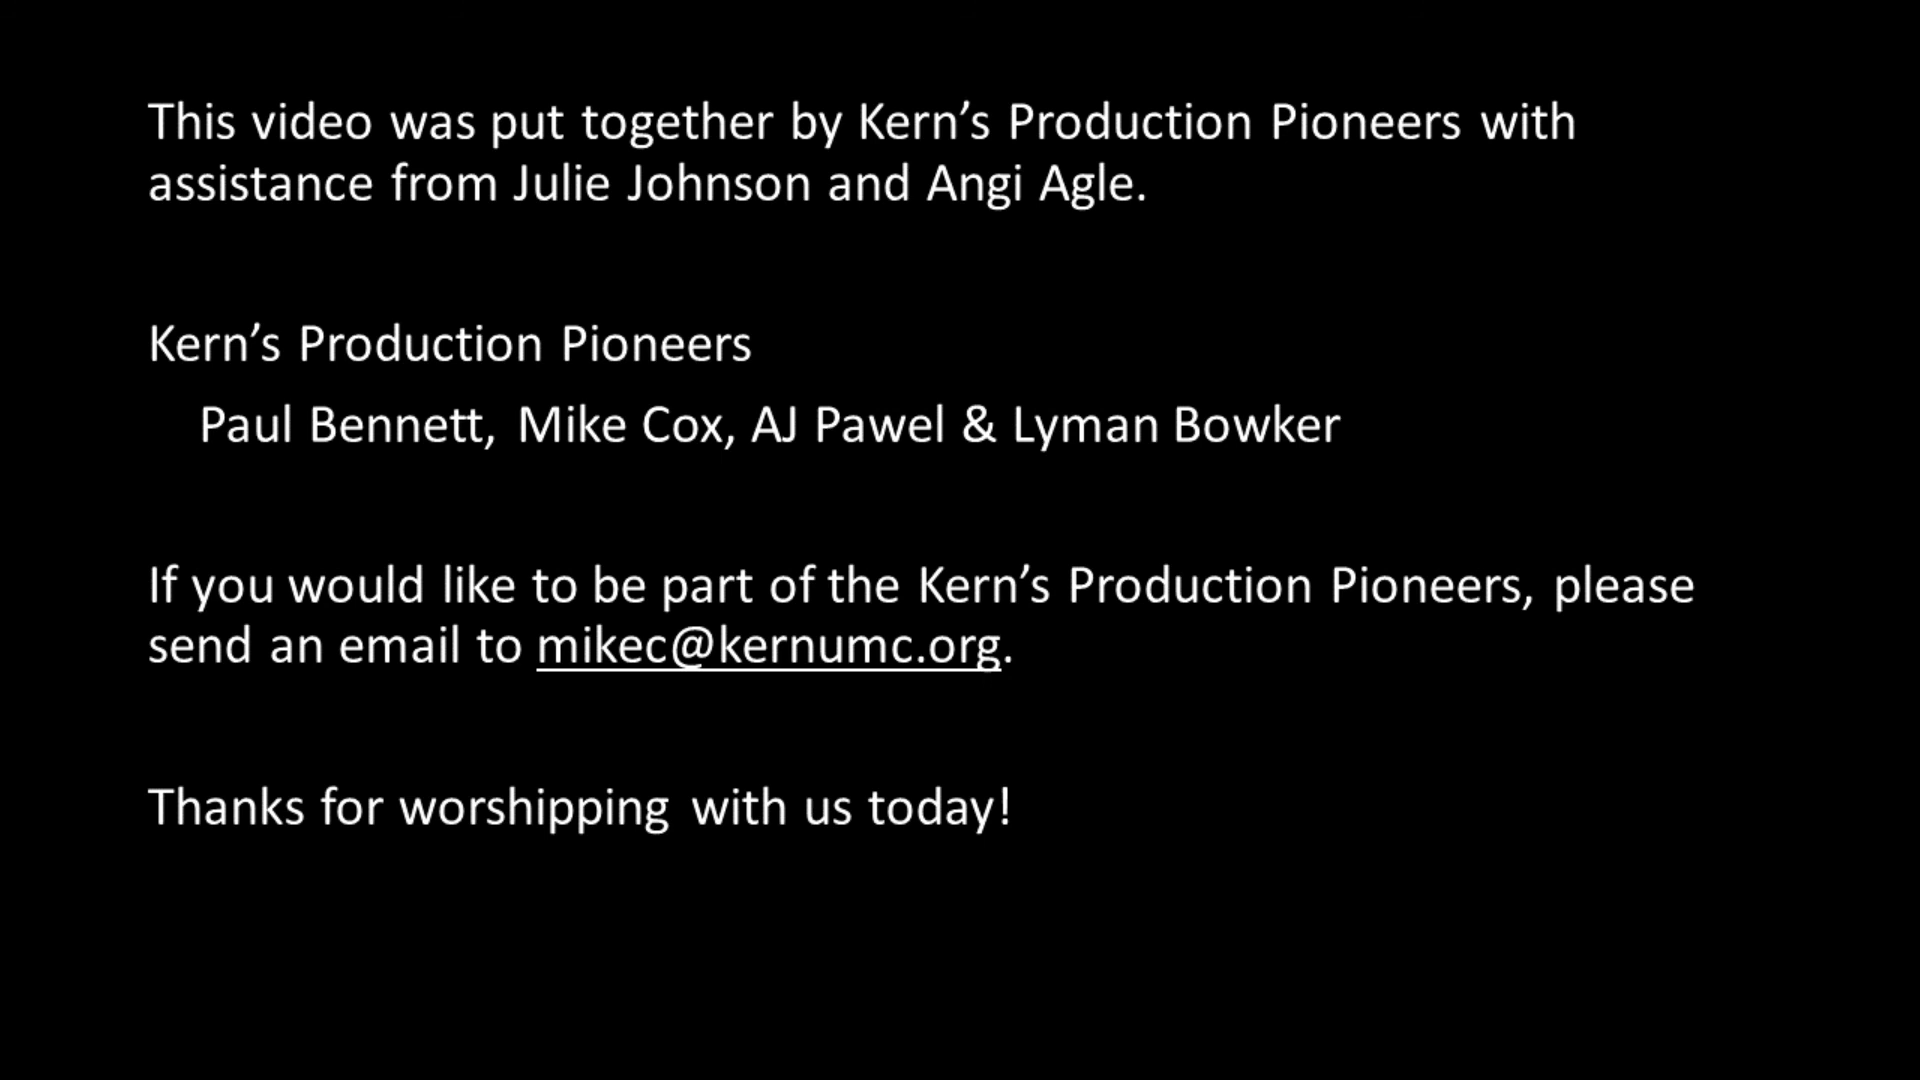 This video was put together by Kern’s Production Pioneers with
assistance from Julie Johnson and Angi Agle.
Kern’s Production Pioneers
Paul Bennett, Mike Cox, AJ Pawel & Lyman Bowker
If you would like to be part of the Kern’s Production Pioneers, please
send an email to mikec@kernumc.org.
Thanks for worshipping with us today!